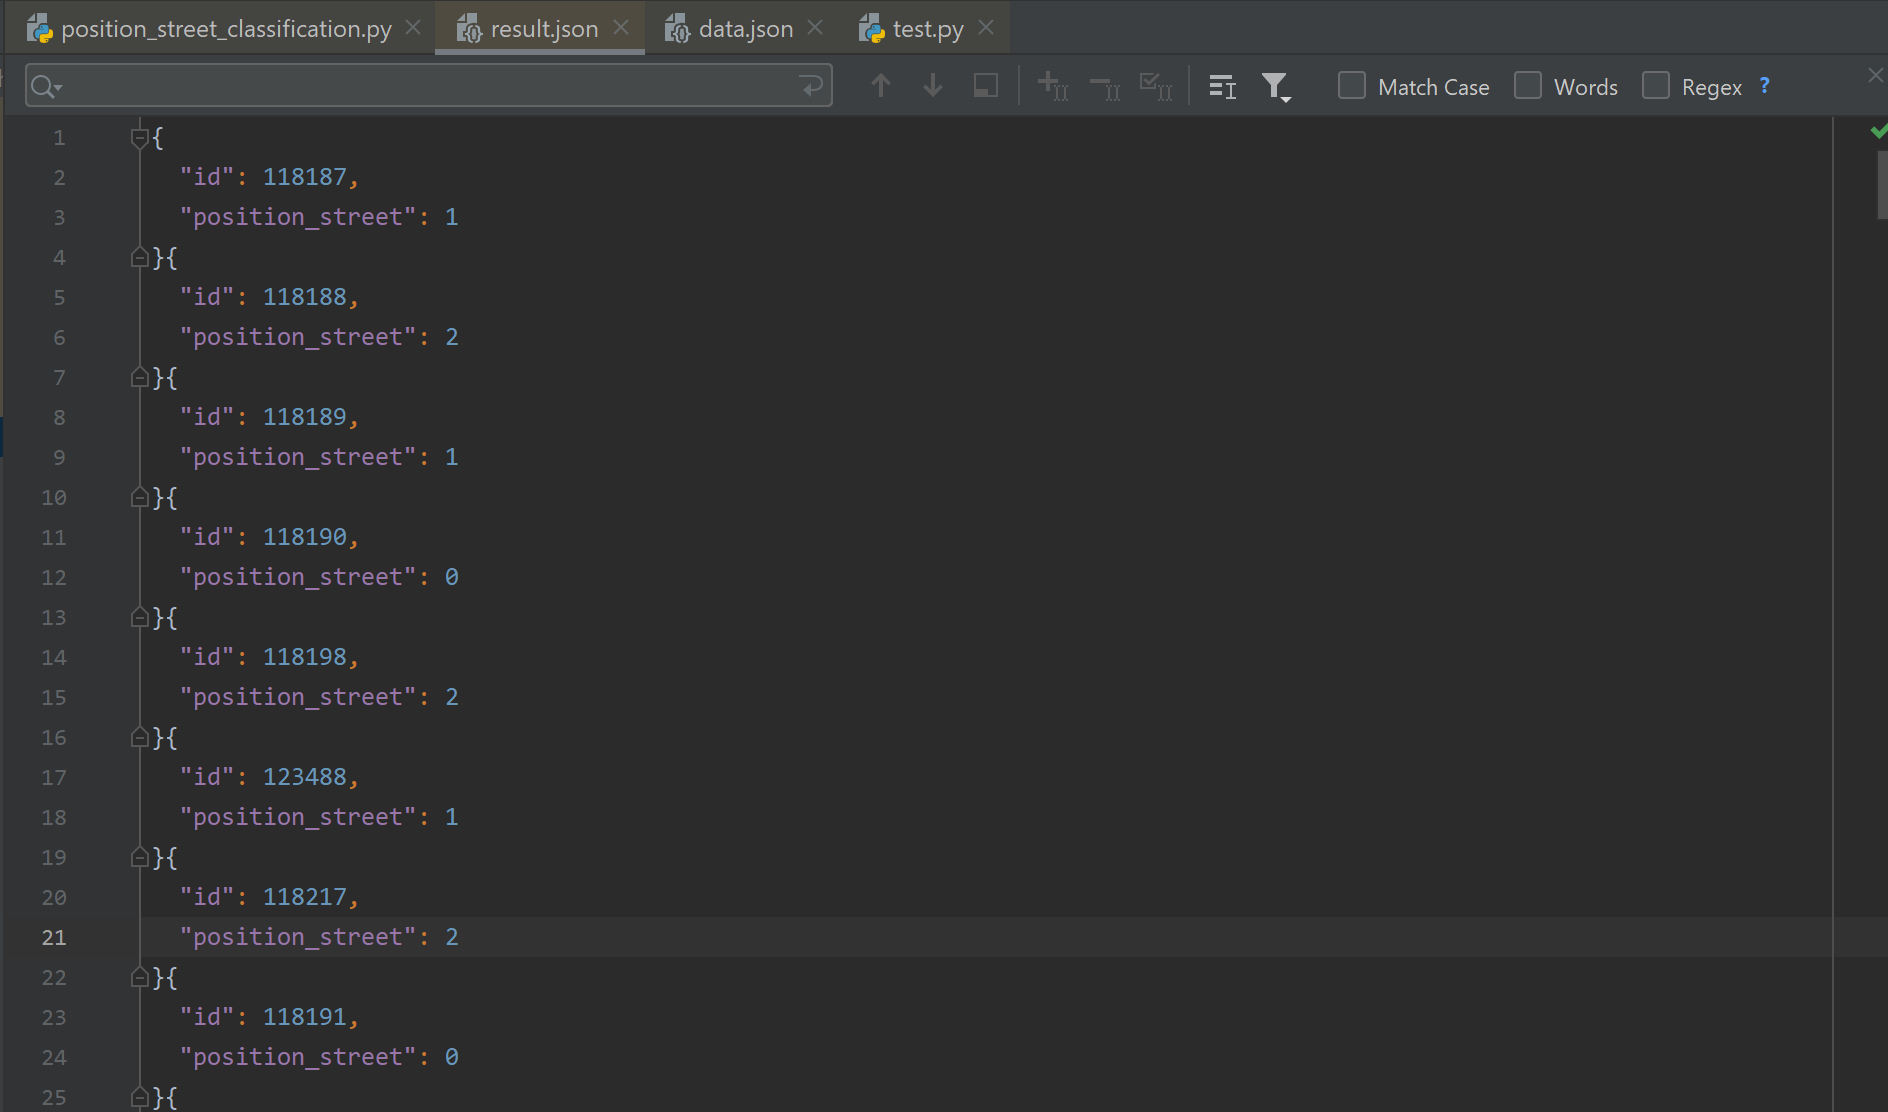 position_street_classification.py result.json data.json test.py
Match Case Words Regex ?
1 {
2 "id": 118187,
3 "position_street": 1
4 }{
5 "id": 118188,
6 "position_street": 2
7 }{
8 "id": 118189,
9 "position_street": 1
10 }{
11 "id": 118190,
12 "position_street": 0
13 }{
14 "id": 118198,
15 "position_street": 2
16 }{
17 "id": 123488,
18 "position_street": 1
19 }{
20 "id": 118217,
21 "position_street": 2
22 }{
23 "id": 118191,
24 "position_street": 0
25 }{